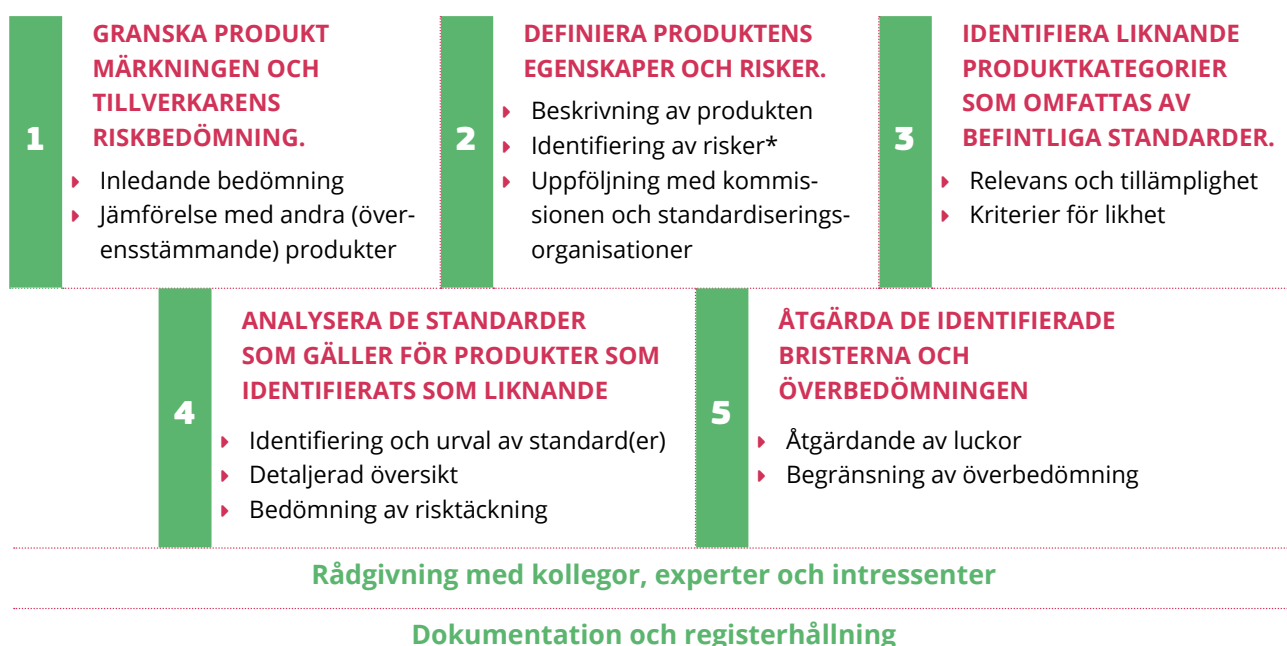 1
GRANSKA PRODUKT
MÄRKNINGEN OCH
TILLVERKARENS
RISKBEDÖMNING.
Inledande bedömning
Jämförelse med andra (över-
ensstämmande) produkter
2
DEFINIERA PRODUKTENS
EGENSKAPER OCH RISKER.
Beskrivning av produkten
Identifiering av risker*
Uppföljning med kommis-
sionen och standardiserings-
organisationer
3
IDENTIFIERA LIKNANDE
PRODUKTKATEGORIER
SOM OMFATTAS AV
BEFINTLIGA STANDARDER.
Relevans och tillämplighet
Kriterier för likhet
4
ANALYSERA DE STANDARDER
SOM GÄLLER FÖR PRODUKTER SOM
IDENTIFIERATS SOM LIKNANDE
Identifiering och urval av standard(er)
Detaljerad översikt
Bedömning av risktäckning
5
ÅTGÄRDA DE IDENTIFIERADE
BRISTERNA OCH
ÖVERBEDÖMNINGEN
Åtgärdande av luckor
Begränsning av överbedömning
Rådgivning med kollegor, experter och intressenter
Dokumentation och registerhållning